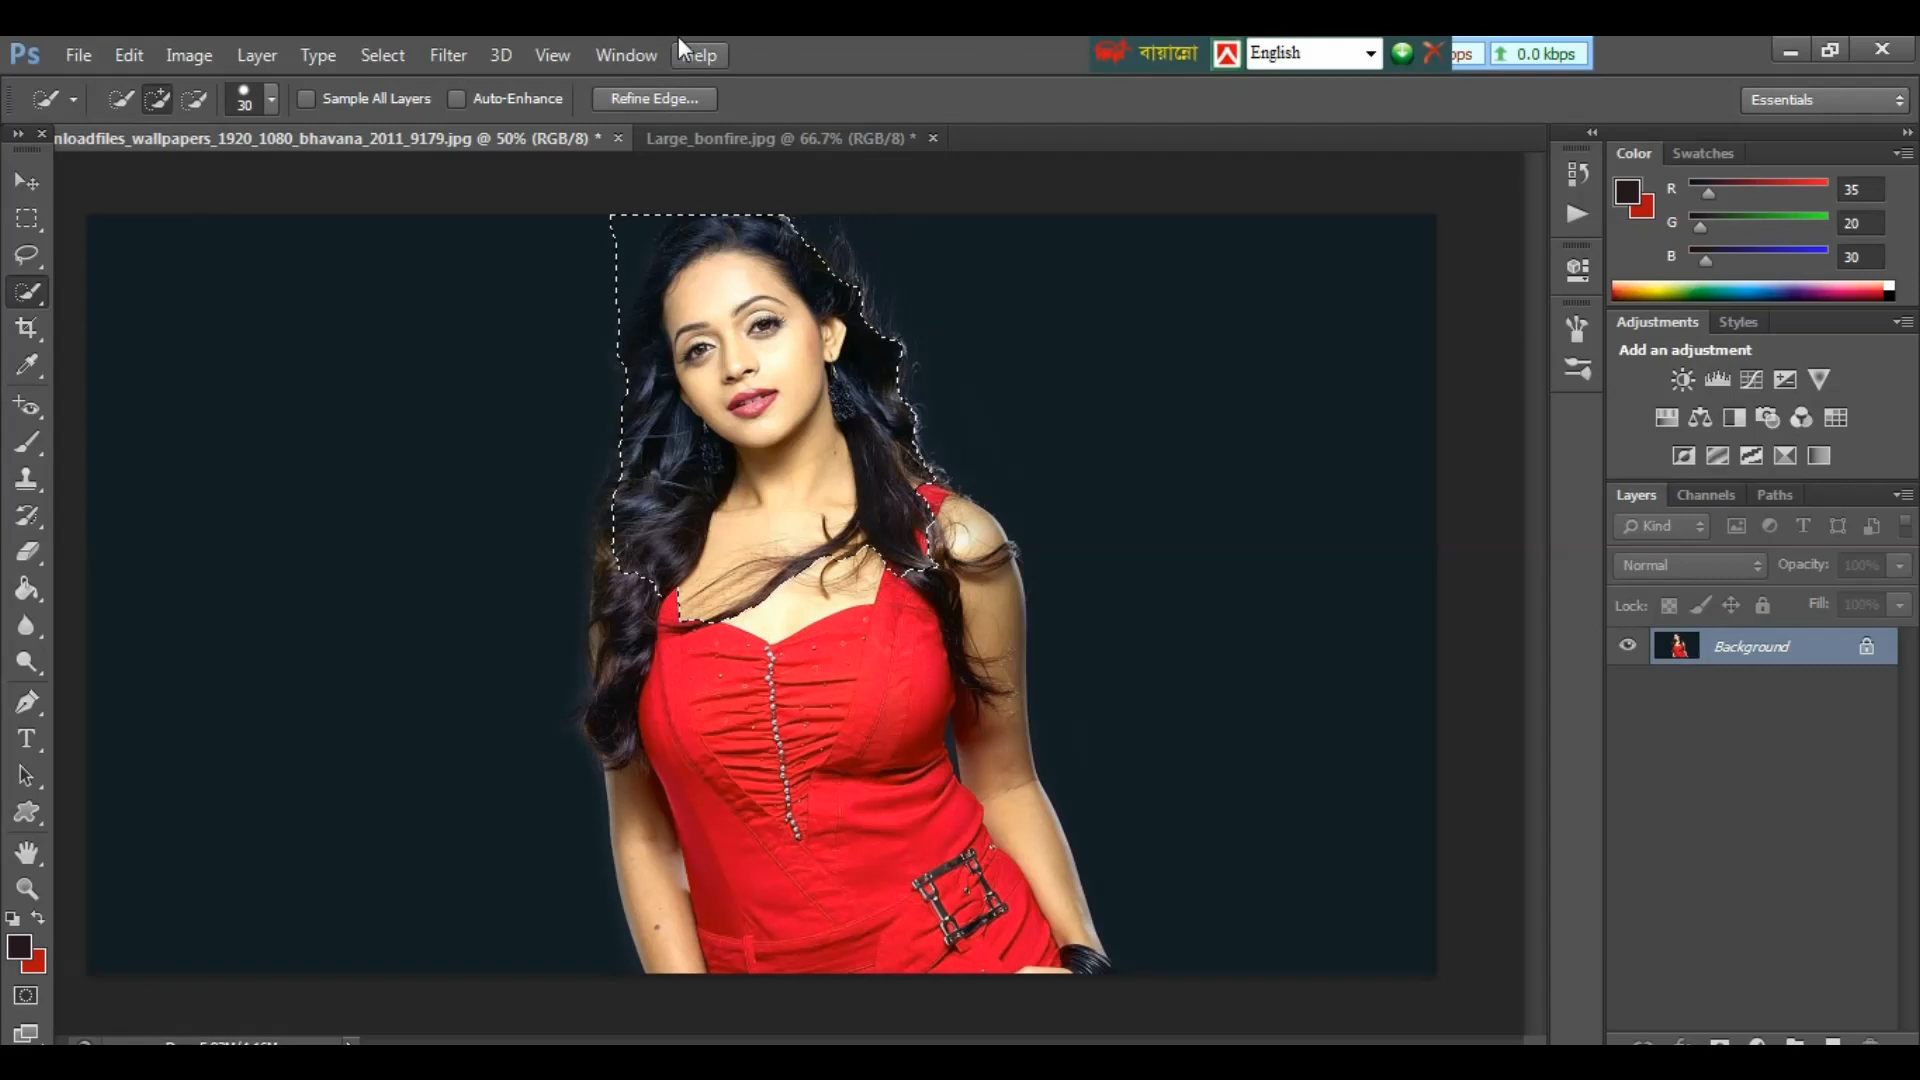 Ps File Edit Image Layer Type Select Filter 3D View Window Help
বায়ান্নো English 0.0 kbps
30 Sample All Layers Auto-Enhance Refine Edge... Essentials
nloadfiles_wallpapers_1920_1080_bhavana_2011_9179.jpg @ 50% (RGB/8) * Large_bonfire.jpg @ 66.7% (RGB/8) *
Color Swatches
R 35
G 20
B 30
Adjustments Styles
Add an adjustment
Layers Channels Paths
Kind
Normal Opacity: 100%
Lock: Fill: 100%
Background